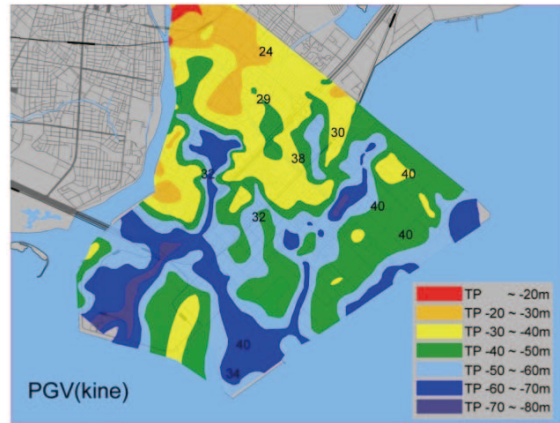 24
29
30
38
32
40
32
40
40
40
34
PGV(kine)
TP ~ -20m
TP -20 ~ -30m
TP -30 ~ -40m
TP -40 ~ -50m
TP -50 ~ -60m
TP -60 ~ -70m
TP -70 ~ -80m